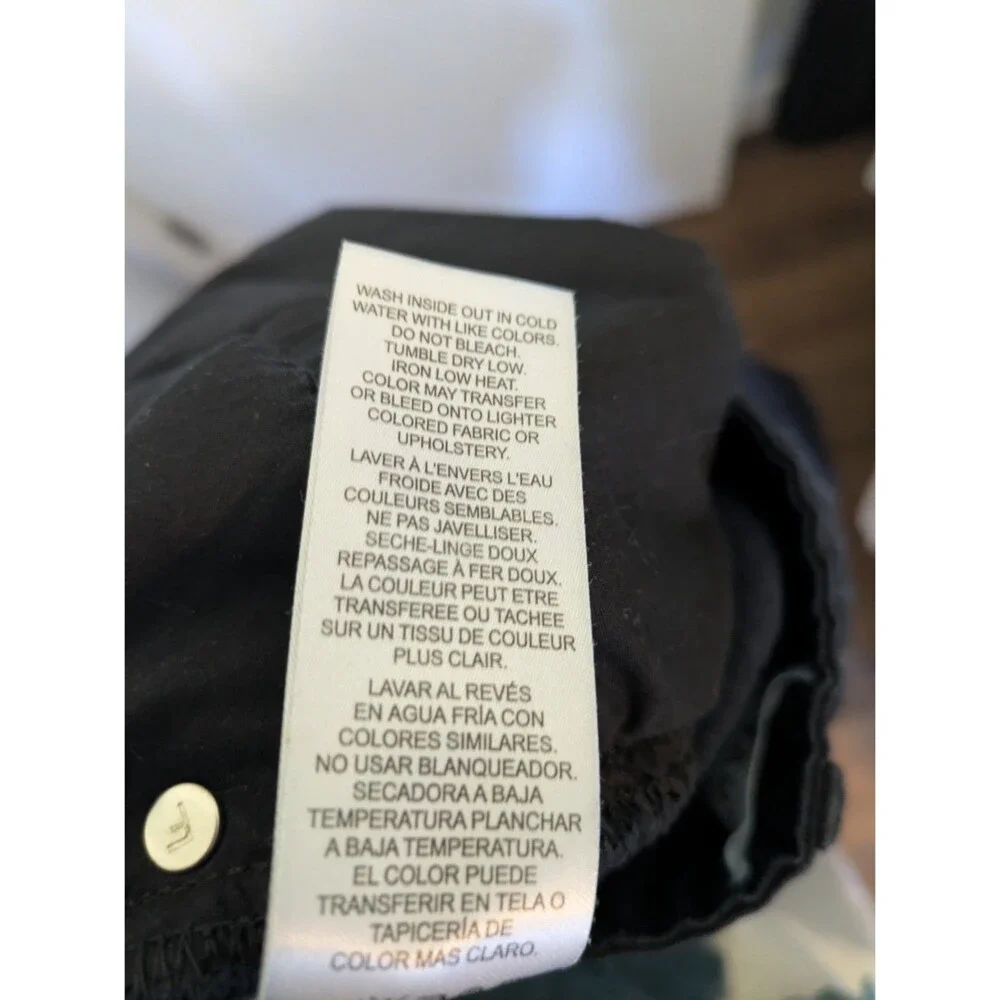 WASH INSIDE OUT IN COLD
WATER WITH LIKE COLORS.
DO NOT BLEACH.
TUMBLE DRY LOW.
IRON LOW HEAT.
COLOR MAY TRANSFER
OR BLEED ONTO LIGHTER
COLORED FABRIC OR
UPHOLSTERY.
LAVER À L'ENVERS L'EAU
FROIDE AVEC DES
COULEURS SEMBLABLES.
NE PAS JAVELLISER.
SECHE-LINGE DOUX
REPASSAGE À FER DOUX.
LA COULEUR PEUT ETRE
TRANSFEREE OU TACHEE
SUR UN TISSU DE COULEUR
PLUS CLAIR.
LAVAR AL REVÉS
EN AGUA FRÍA CON
COLORES SIMILARES.
NO USAR BLANQUEADOR.
SECADORA A BAJA
TEMPERATURA PLANCHAR
A BAJA TEMPERATURA.
EL COLOR PUEDE
TRANSFERIR EN TELA O
TAPICERÍA DE
COLOR MAS CLARO.